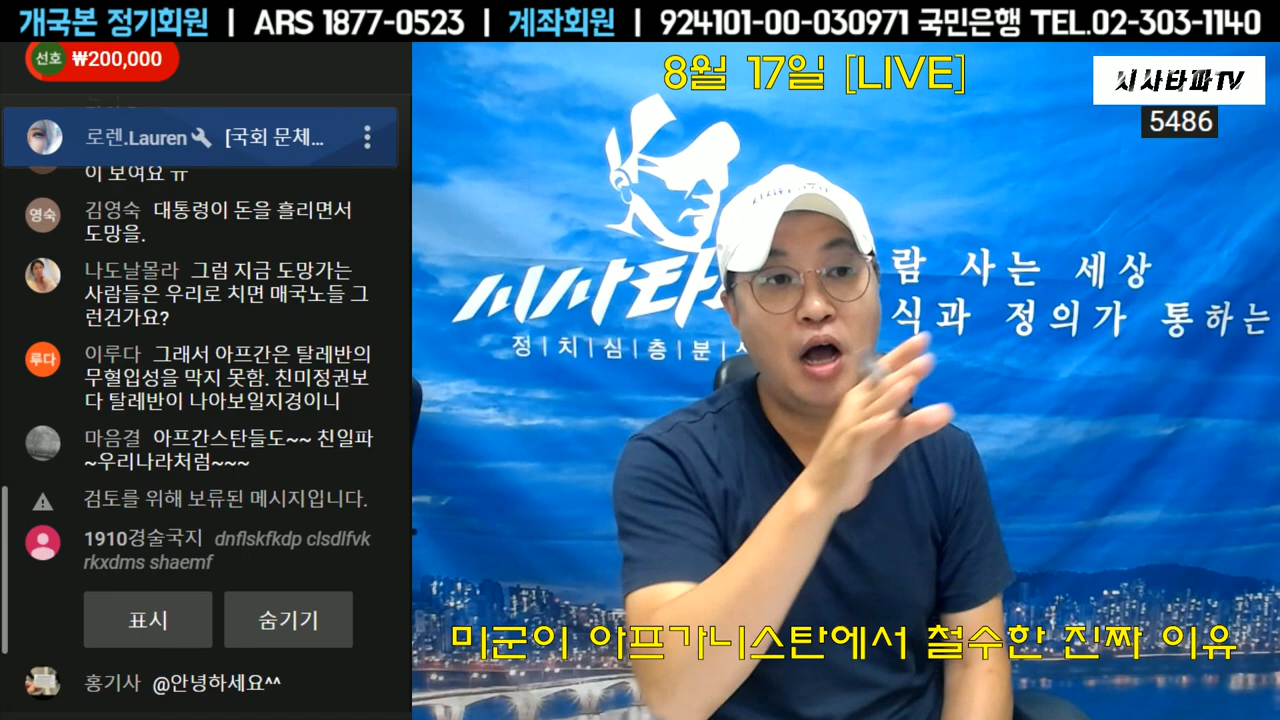 개국본 정기회원 | ARS 1877-0523 | 계좌회원 | 924101-00-030971 국민은행 TEL.02-303-1140
선호 ₩200,000
8월 17일 [LIVE]
시사타파TV
5486
로렌.Lauren [국회 문체...
이 보여요 ㅠ
영숙 김영숙 대통령이 돈을 흘리면서
도망을.
나도날몰라 그럼 지금 도망가는
사람들은 우리로 치면 매국노들 그
런건가요?
루다 이루다 그래서 아프간은 탈레반의
무혈입성을 막지 못함. 친미정권보
다 탈레반이 나아보일지경이니
마음결 아프간스탄들도~~ 친일파
~우리나라처럼~~~
검토를 위해 보류된 메시지입니다.
1910경술국지 dnflskfkdp clsdlfvk
rkxdms shaemf
표시 숨기기
홍기사 @안녕하세요^^
시사타
정|치|심|층|분
람 사는 세상
식과 정의가 통하는
미군이 아프가니스탄에서 철수한 진짜 이유